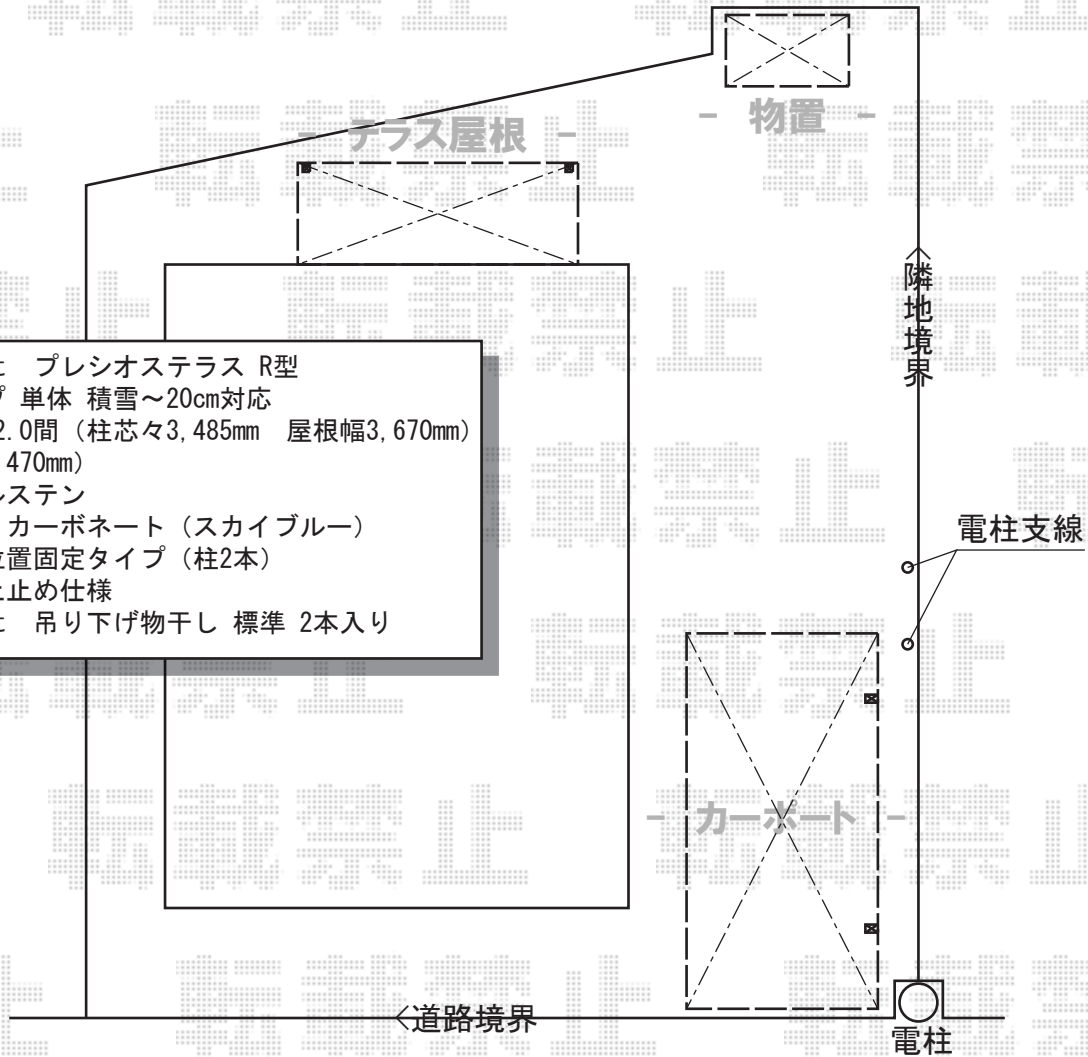 - テラス屋根 -
- 物置 -
<隣地境界
プレシオステラス R型
単体 積雪～20cm対応
2.0間（柱芯々3,485mm 屋根幅3,670mm）
470mm）
ステン
カーボネート（スカイブルー）
位置固定タイプ（柱2本）
止め仕様
吊り下げ物干し 標準 2本入り
電柱支線
- カーポート -
<道路境界
電柱
転載禁止